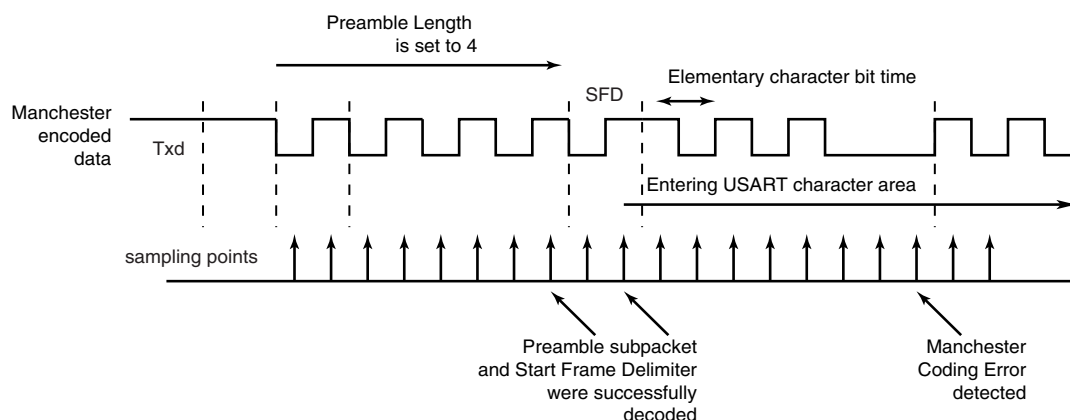 Preamble Length
is set to 4
Elementary character bit time
SFD
Manchester
encoded
data
Txd
Entering USART character area
sampling points
Preamble subpacket
and Start Frame Delimiter
were successfully
decoded
Manchester
Coding Error
detected